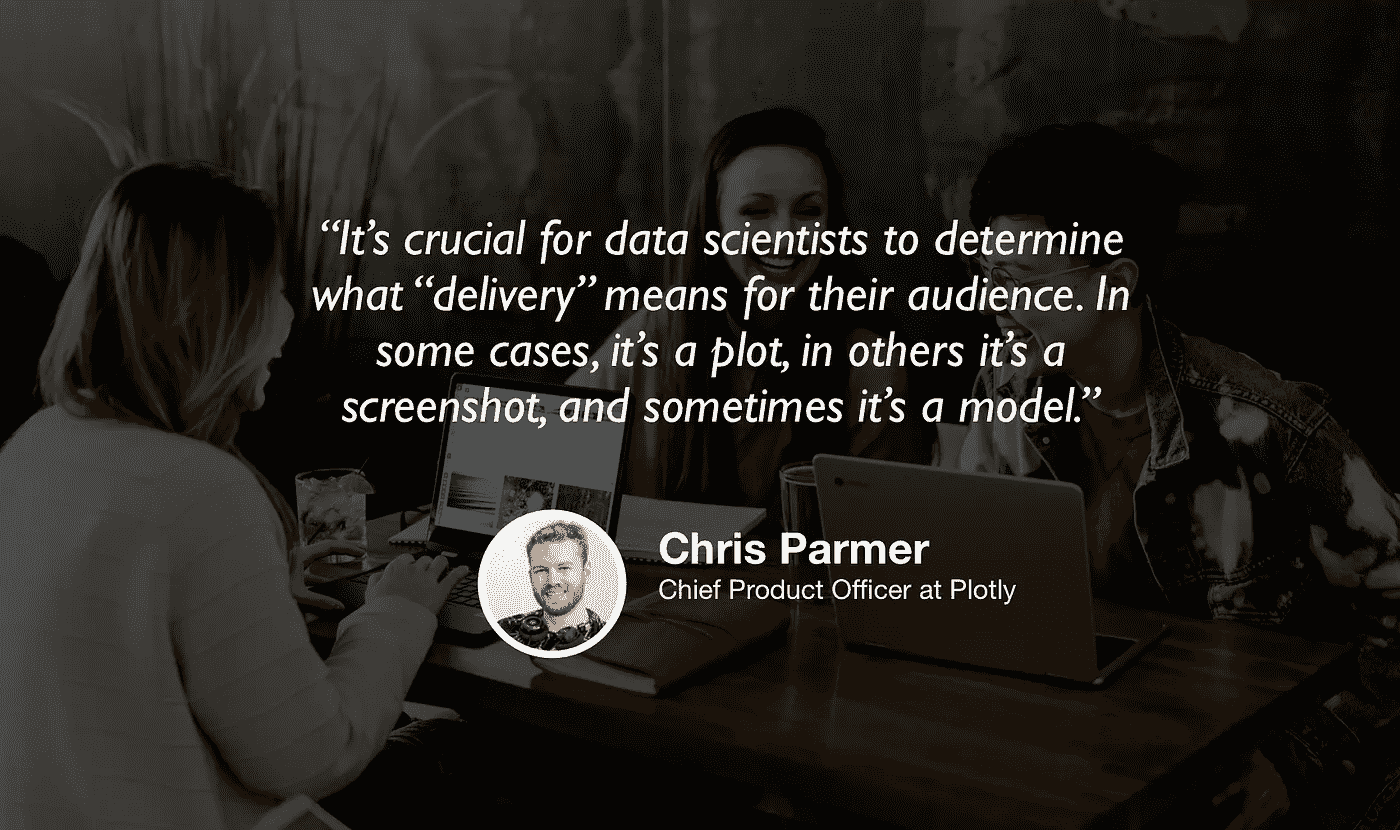 “It’s crucial for data scientists to determine
what “delivery” means for their audience. In
some cases, it’s a plot, in others it’s a
screenshot, and sometimes it’s a model.”
Chris Parmer
Chief Product Officer at Plotly